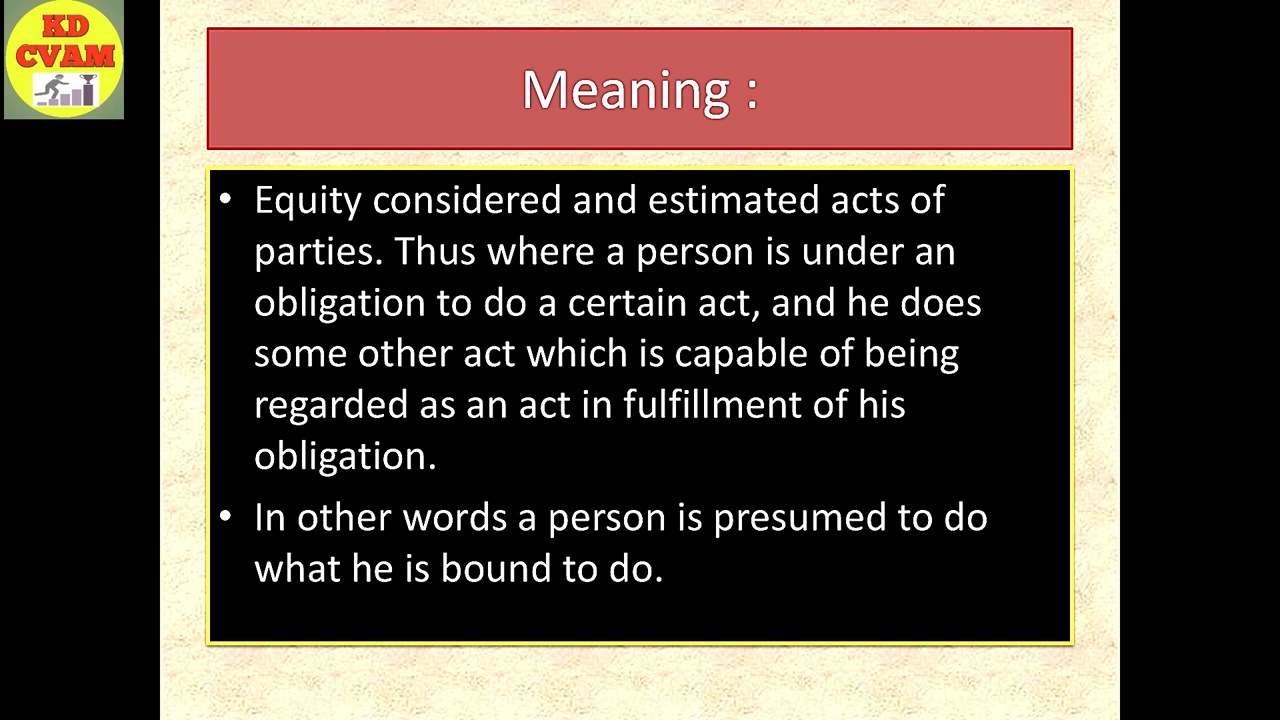 KD
CVAM
Meaning :
• Equity considered and estimated acts of
parties. Thus where a person is under an
obligation to do a certain act, and he does
some other act which is capable of being
regarded as an act in fulfillment of his
obligation.
• In other words a person is presumed to do
what he is bound to do.